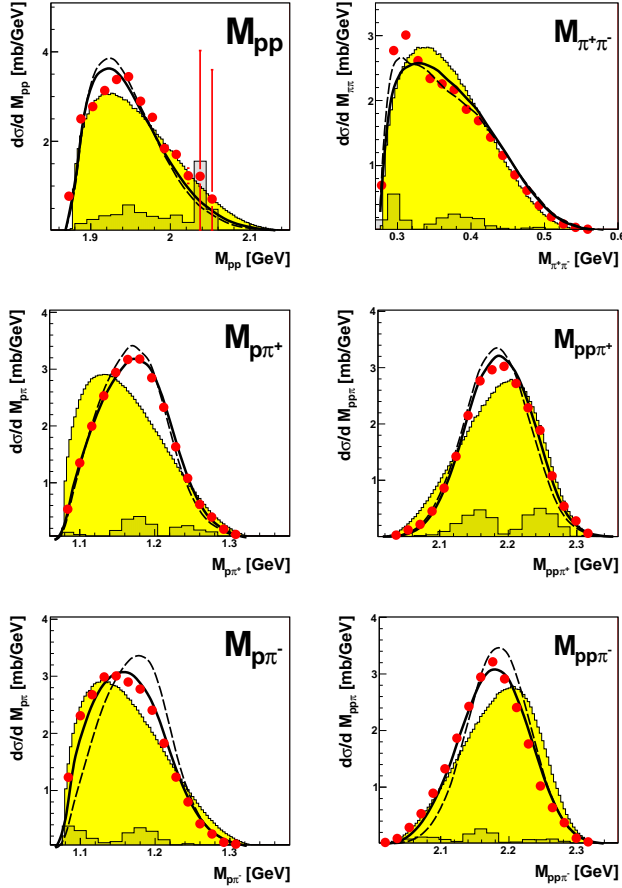 M_pp
dσ/d M_pp [mb/GeV]
4
2
1.9 2 2.1
M_pp [GeV]
M_π⁺π⁻
dσ/d M_ππ [mb/GeV]
3
2
1
0.3 0.4 0.5 0.6
M_π⁺π⁻ [GeV]
M_pπ⁺
dσ/d M_pπ [mb/GeV]
4
3
2
1
1.1 1.2 1.3
M_pπ⁺ [GeV]
M_ppπ⁺
dσ/d M_ppπ [mb/GeV]
4
3
2
1
2.1 2.2 2.3
M_ppπ⁺ [GeV]
M_pπ⁻
dσ/d M_pπ [mb/GeV]
4
3
2
1
1.1 1.2 1.3
M_pπ⁻ [GeV]
M_ppπ⁻
dσ/d M_ppπ [mb/GeV]
4
3
2
1
2.1 2.2 2.3
M_ppπ⁻ [GeV]